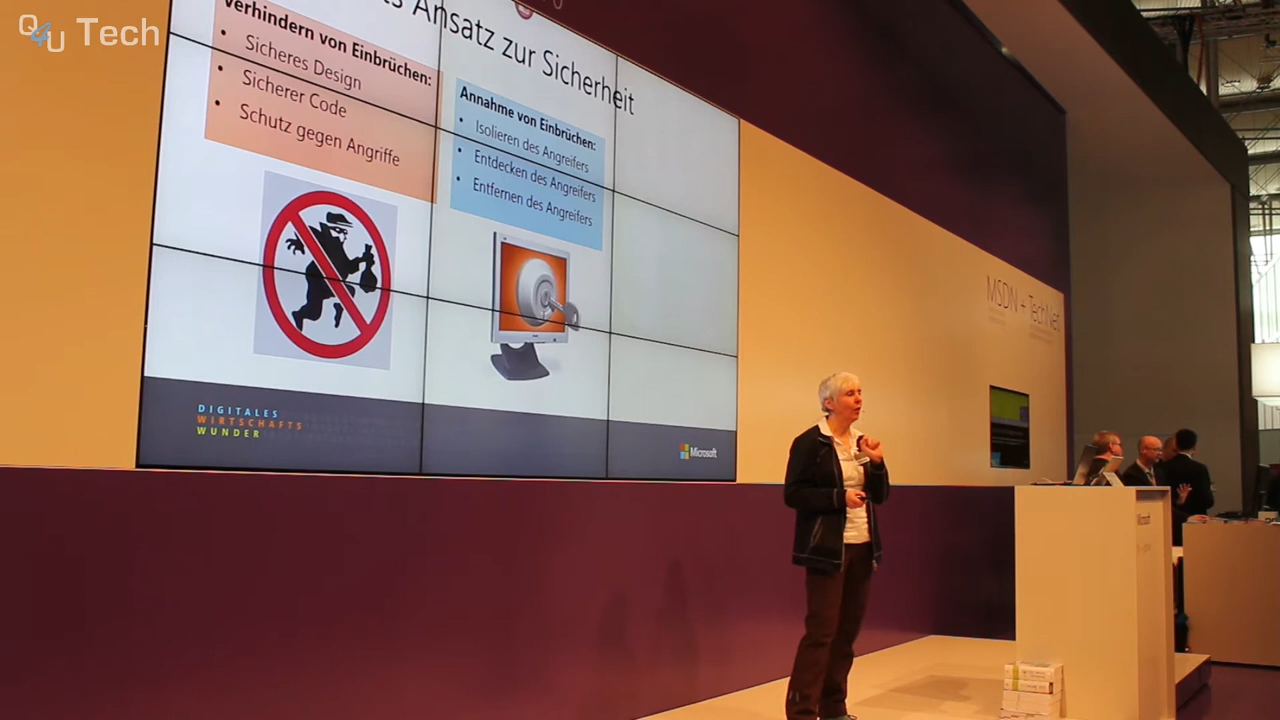 Q4U Tech
Ansatz zur Sicherheit
Verhindern von Einbrüchen:
• Sicheres Design
• Sicherer Code
• Schutz gegen Angriffe
Annahme von Einbrüchen:
• Isolieren des Angreifers
• Entdecken des Angreifers
• Entfernen des Angreifers
DIGITALES
WIRTSCHAFTS
WUNDER
Microsoft
MSDN + TechNet
Microsoft